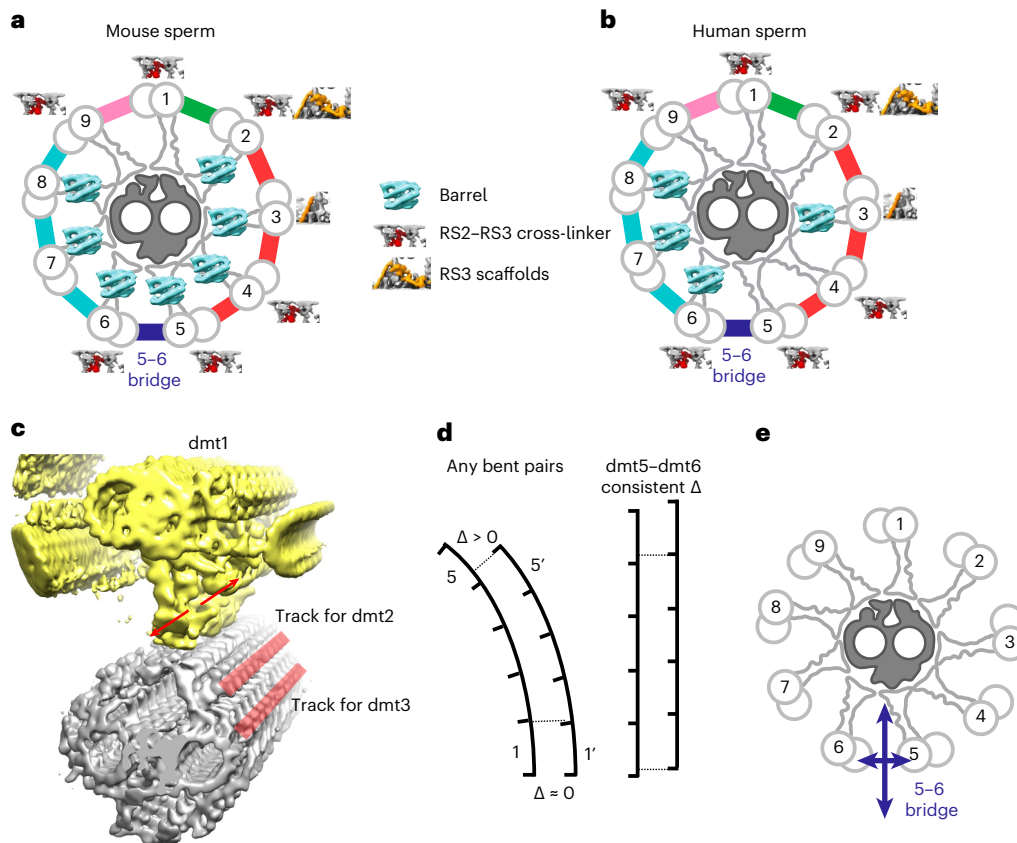 a
Mouse sperm
1
2
3
4
5
6
7
8
9
5–6
bridge
Barrel
RS2–RS3 cross-linker
RS3 scaffolds
b
Human sperm
1
2
3
4
5
6
7
8
9
5–6
bridge
c
dmt1
Track for dmt2
Track for dmt3
d
Any bent pairs
Δ > 0
5
5′
1
1′
Δ ≈ 0
dmt5–dmt6
consistent Δ
e
1
2
3
4
5
6
7
8
9
5–6
bridge